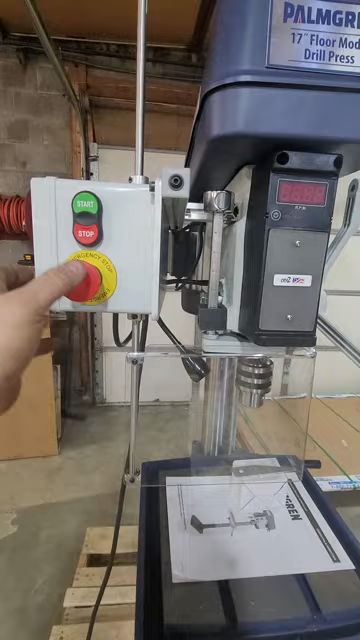 PALMGREN
17" Floor Mod
Drill Press
START
STOP
EMERGENCY STOP
R.P.M.
GREN